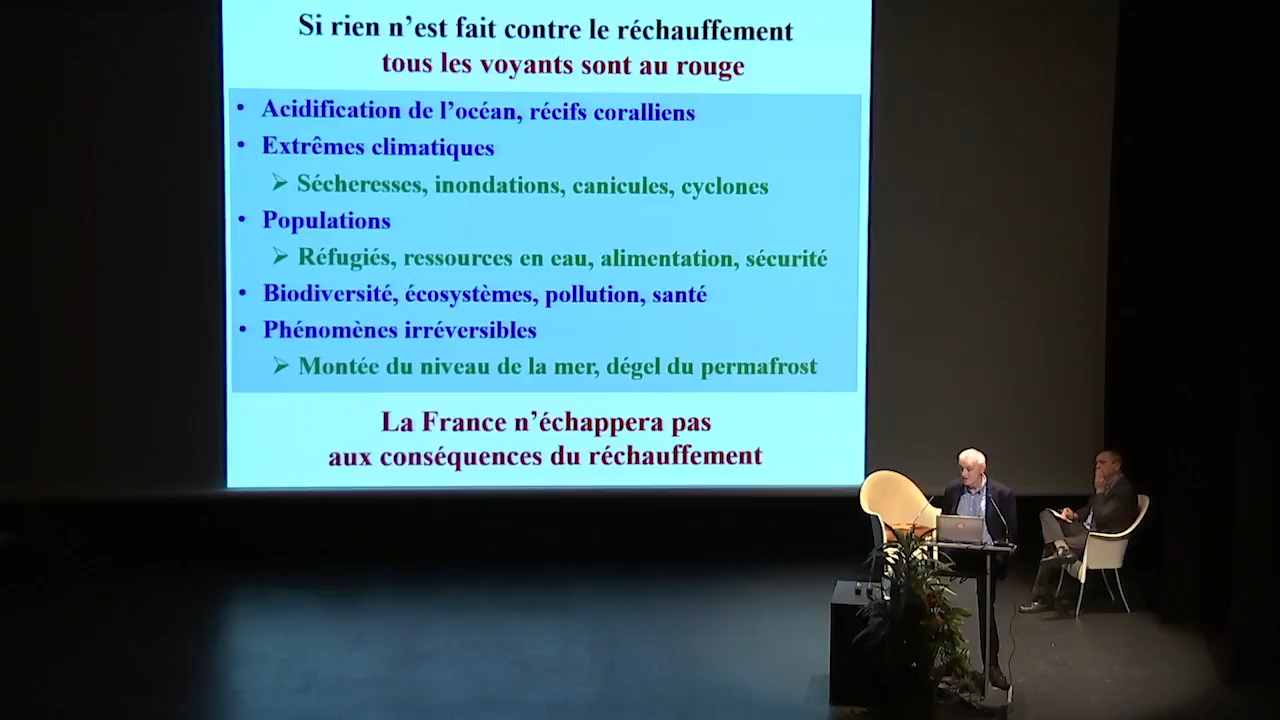 Si rien n’est fait contre le réchauffement
tous les voyants sont au rouge
• Acidification de l’océan, récifs coralliens
• Extrêmes climatiques
➢ Sécheresses, inondations, canicules, cyclones
• Populations
➢ Réfugiés, ressources en eau, alimentation, sécurité
• Biodiversité, écosystèmes, pollution, santé
• Phénomènes irréversibles
➢ Montée du niveau de la mer, dégel du permafrost
La France n’échappera pas
aux conséquences du réchauffement